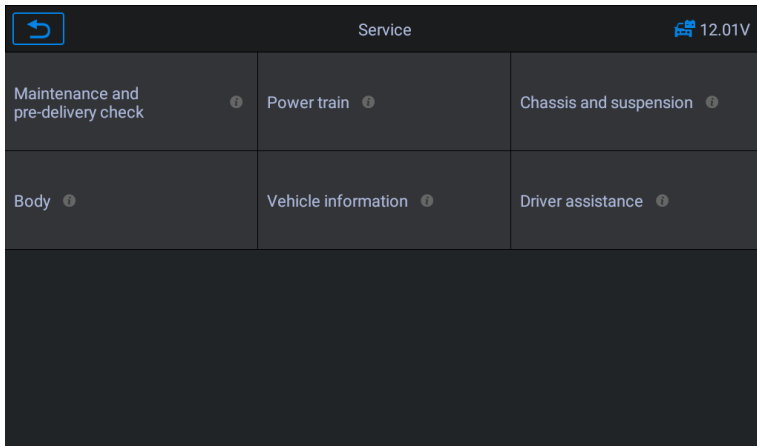 Service
12.01V
Maintenance and
pre-delivery check
Power train
Chassis and suspension
Body
Vehicle information
Driver assistance